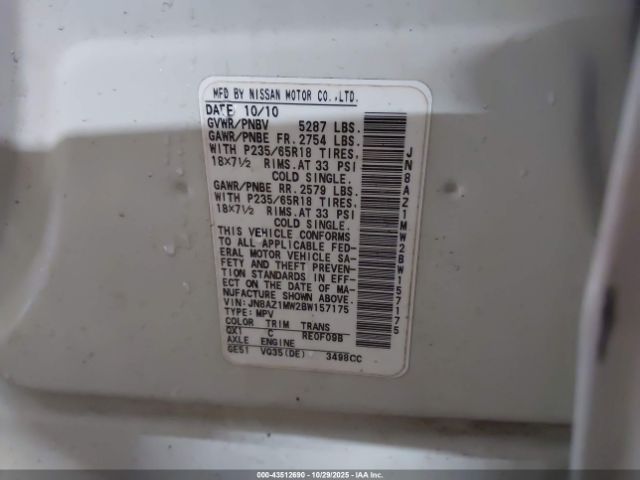 MFD BY NISSAN MOTOR CO.,LTD.
DATE 10/10
GVWR/PNBV 5287 LBS.
GAWR/PNBE FR.2754 LBS.
WITH P235/65R18 TIRES,
18×7½ RIMS.AT 33 PSI
COLD SINGLE.
GAWR/PNBE RR.2579 LBS.
WITH P235/65R18 TIRES,
18×7½ RIMS.AT 33 PSI
COLD SINGLE.
THIS VEHICLE CONFORMS
TO ALL APPLICABLE FED-
ERAL MOTOR VEHICLE SA-
FETY AND THEFT PREVEN-
TION STANDARDS IN EFF-
ECT ON THE DATE OF MA-
NUFACTURE SHOWN ABOVE.
VIN: JN8AZ1MW2BW157175
TYPE: MPV
COLOR TRIM TRANS
QX1 C RE0F09B
AXLE ENGINE
GE51 VQ35(DE) 3498CC
JN8AZ1MW2BW157175
000-43512690 | 10/29/2025 | IAA Inc.